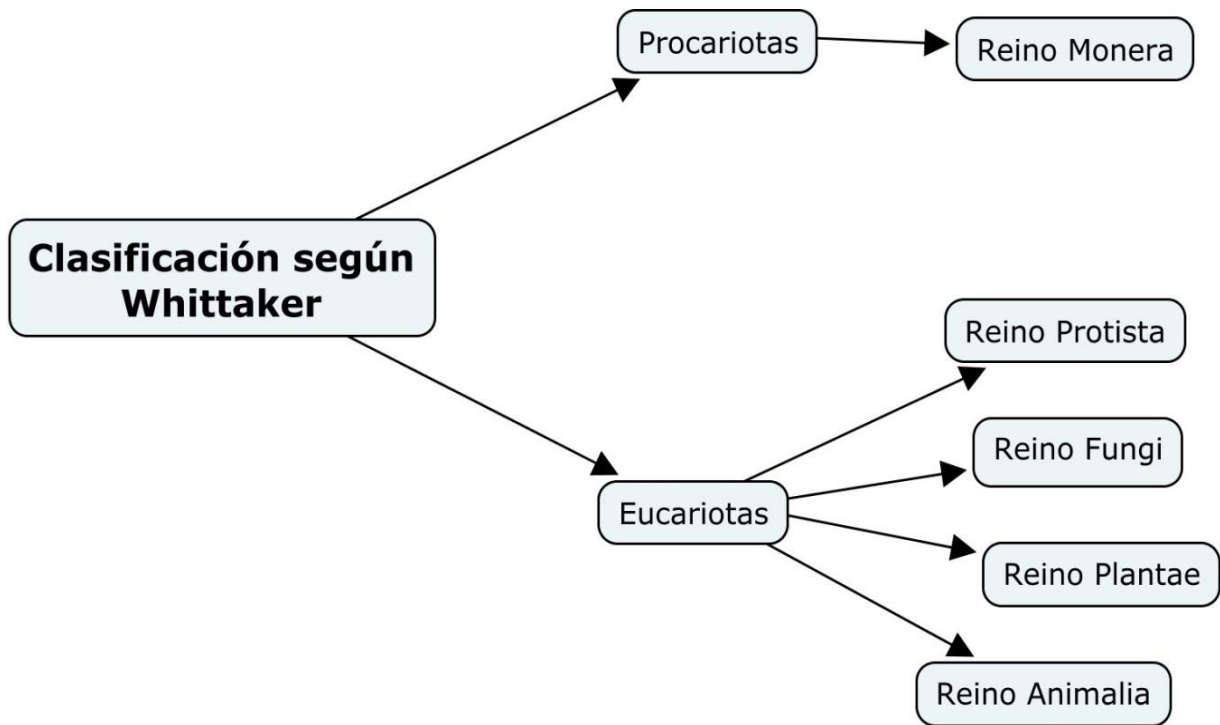 Procariotas
Reino Monera
Clasificación según
Whittaker
Reino Protista
Reino Fungi
Eucariotas
Reino Plantae
Reino Animalia